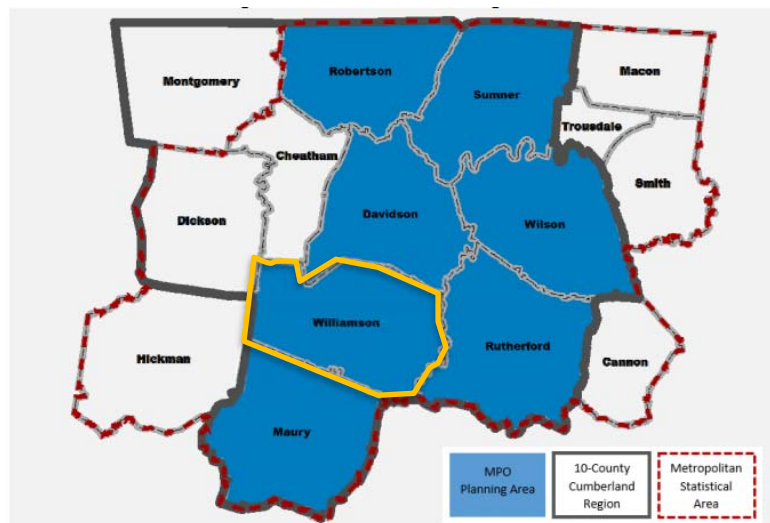 Montgomery
Robertson
Sumner
Macon
Trousdale
Cheatham
Smith
Dickson
Davidson
Wilson
Williamson
Rutherford
Hickman
Cannon
Maury
MPO
Planning Area
10-County
Cumberland
Region
Metropolitan
Statistical
Area